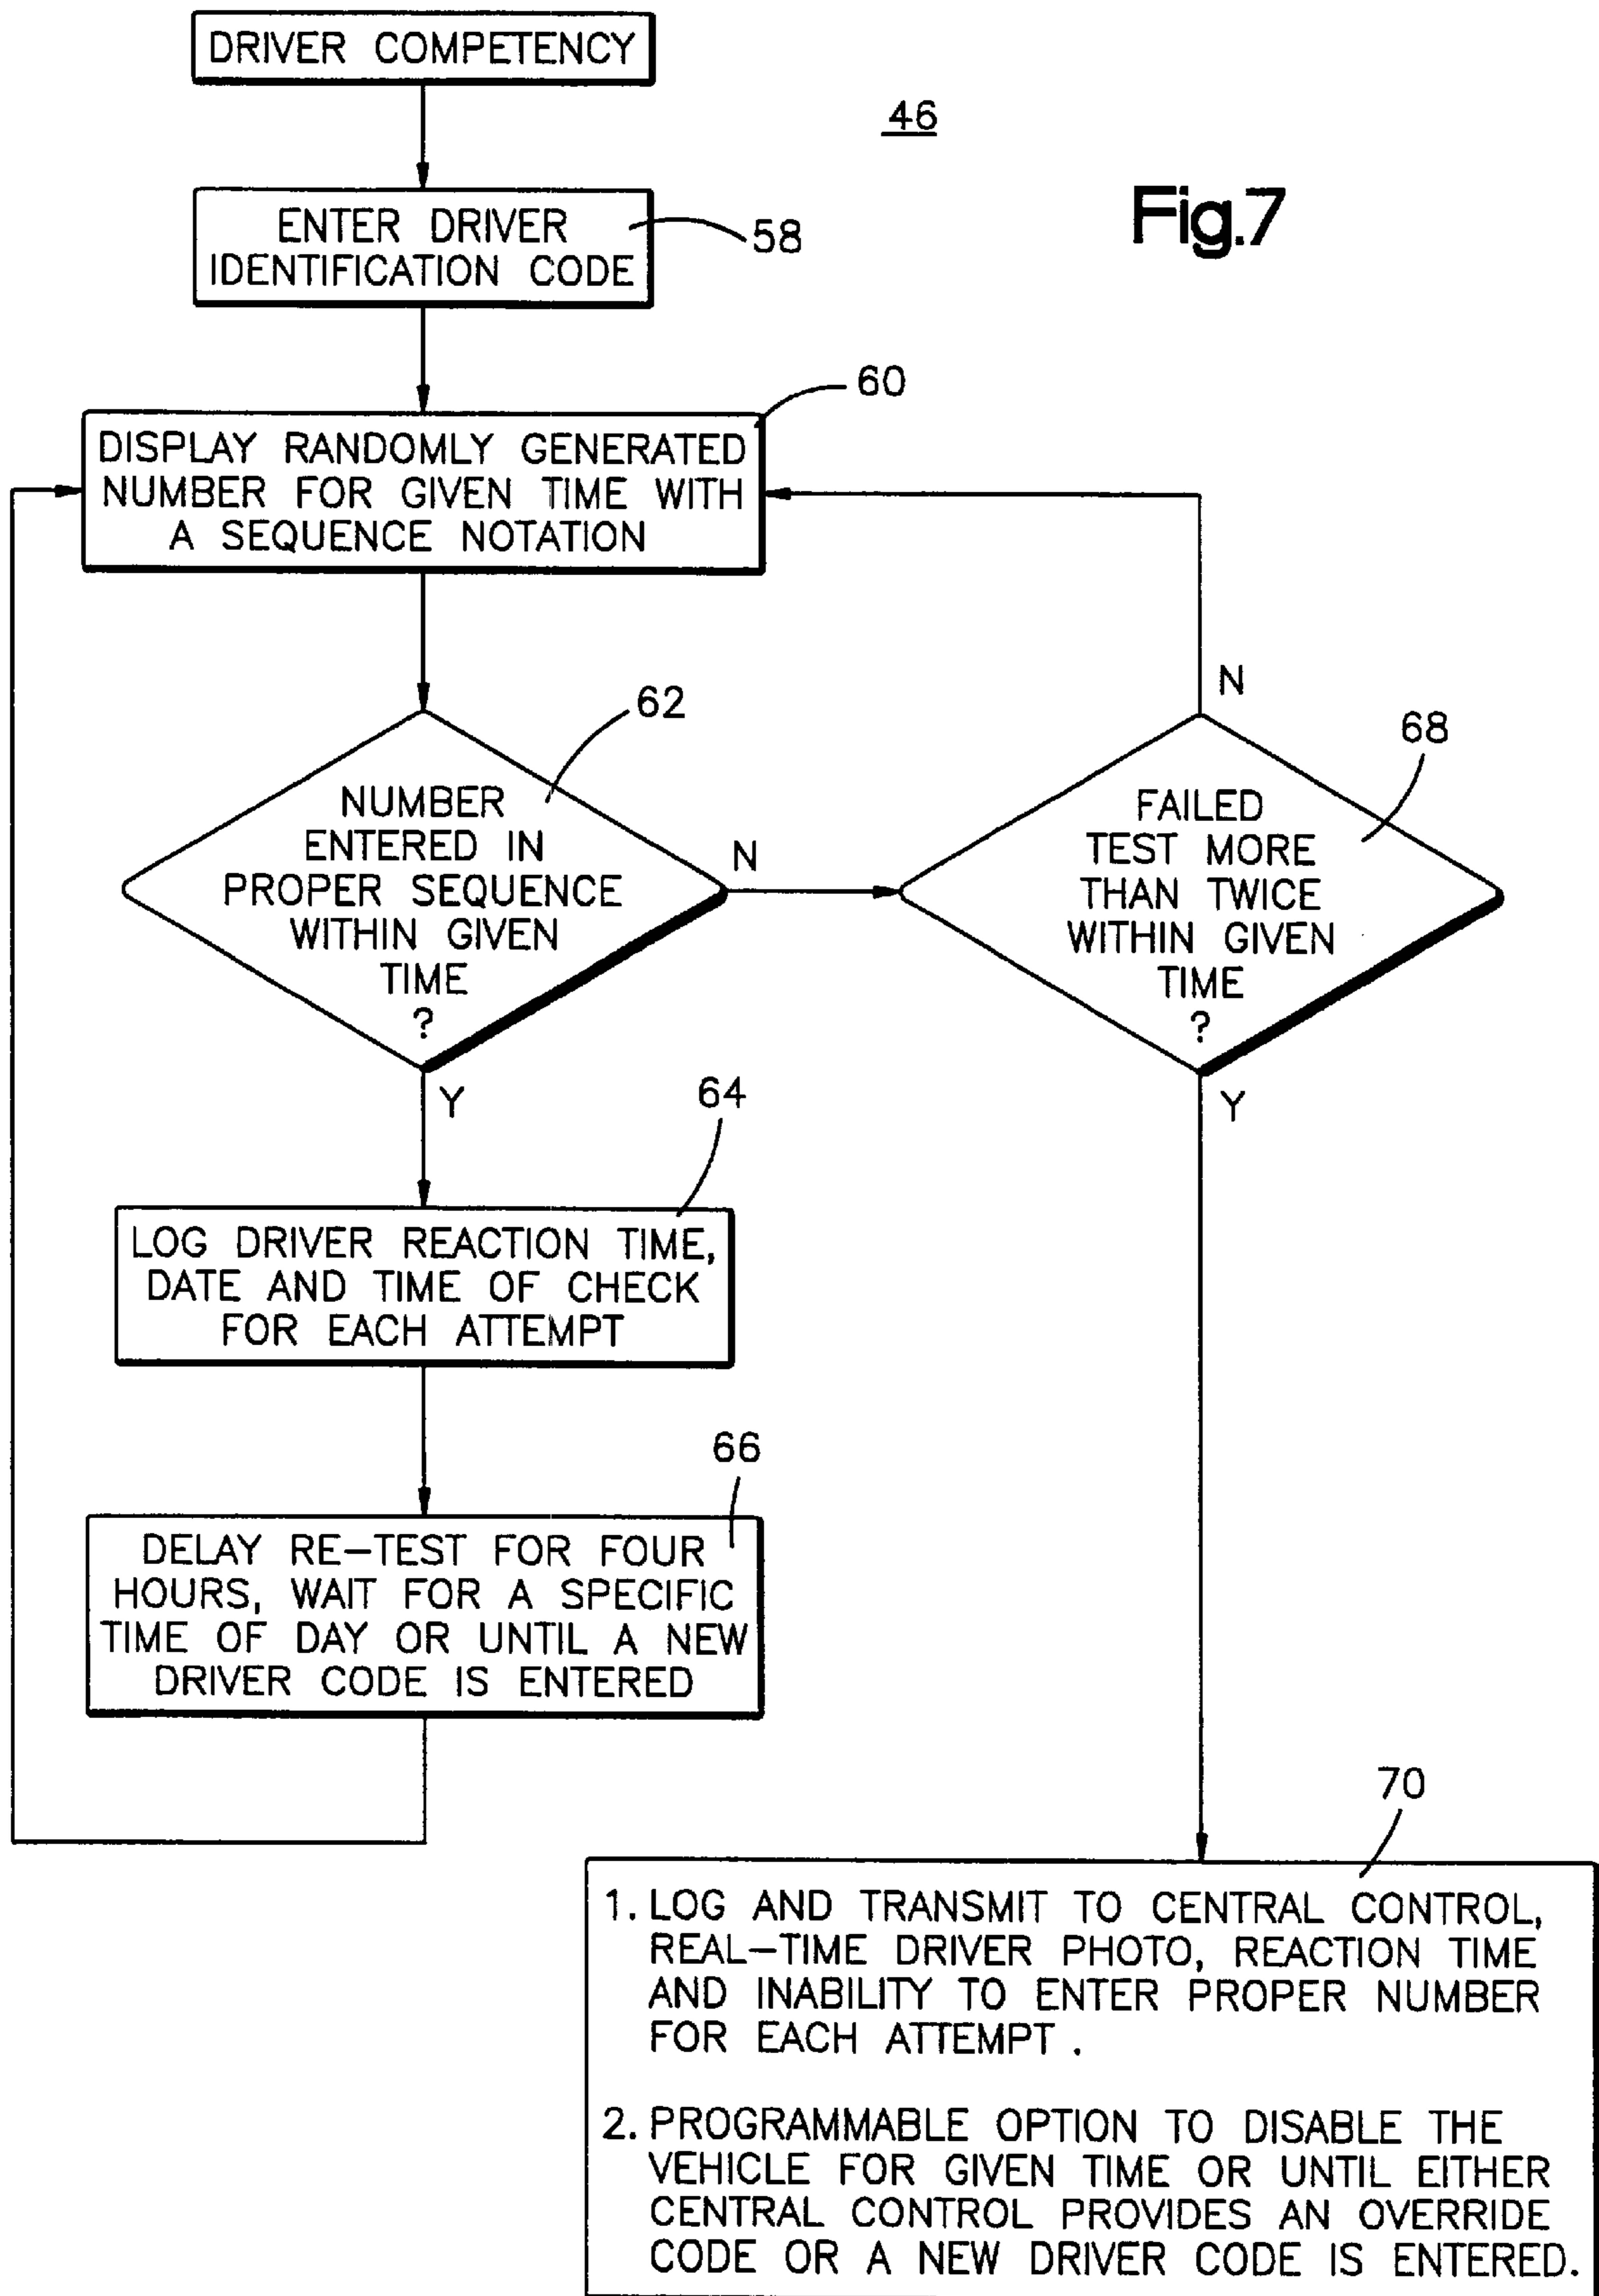 DRIVER COMPETENCY
46
Fig.7
ENTER DRIVER
IDENTIFICATION CODE
58
60
DISPLAY RANDOMLY GENERATED
NUMBER FOR GIVEN TIME WITH
A SEQUENCE NOTATION
N
62
68
NUMBER
ENTERED IN
PROPER SEQUENCE
WITHIN GIVEN
TIME
?
N
FAILED
TEST MORE
THAN TWICE
WITHIN GIVEN
TIME
?
Y
Y
64
LOG DRIVER REACTION TIME,
DATE AND TIME OF CHECK
FOR EACH ATTEMPT
66
DELAY RE-TEST FOR FOUR
HOURS, WAIT FOR A SPECIFIC
TIME OF DAY OR UNTIL A NEW
DRIVER CODE IS ENTERED
70
1. LOG AND TRANSMIT TO CENTRAL CONTROL,
REAL-TIME DRIVER PHOTO, REACTION TIME
AND INABILITY TO ENTER PROPER NUMBER
FOR EACH ATTEMPT .
2. PROGRAMMABLE OPTION TO DISABLE THE
VEHICLE FOR GIVEN TIME OR UNTIL EITHER
CENTRAL CONTROL PROVIDES AN OVERRIDE
CODE OR A NEW DRIVER CODE IS ENTERED.